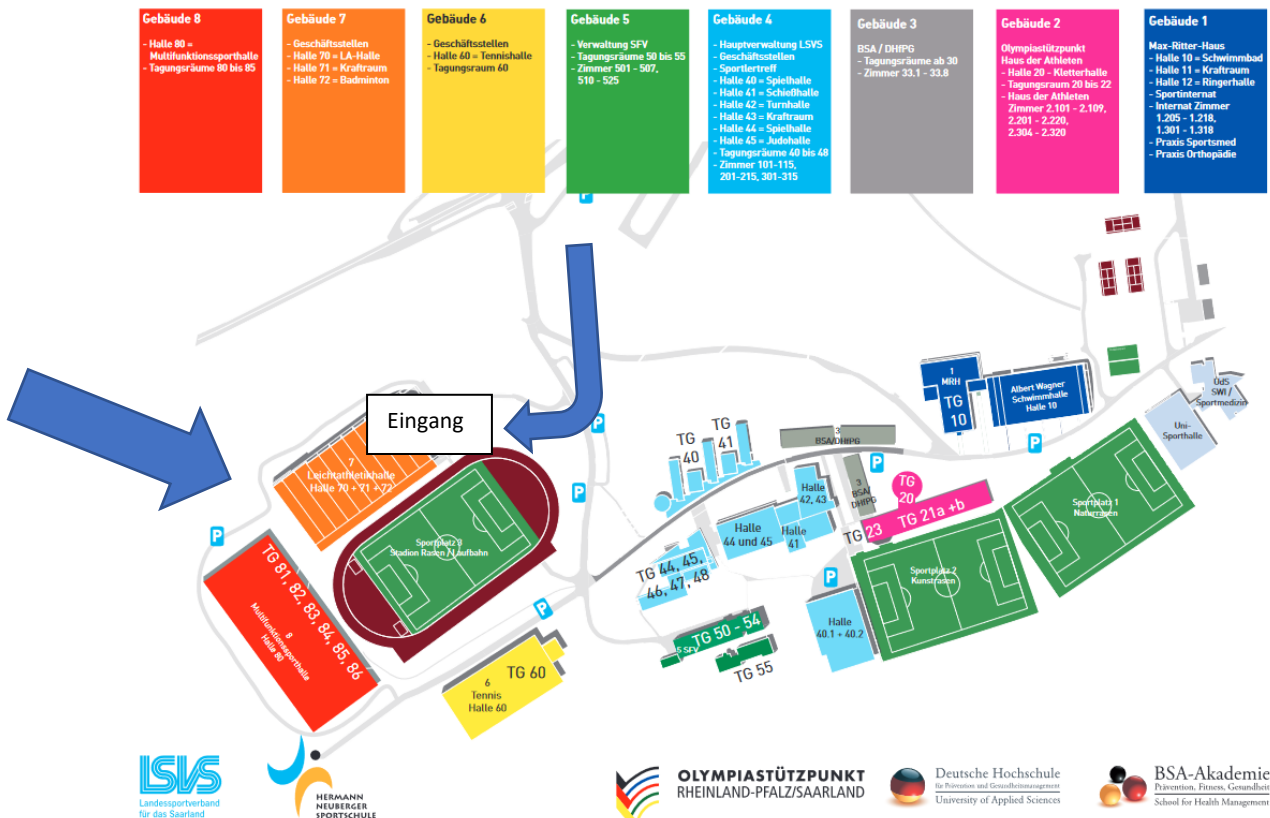 Gebäude 8
- Halle 80 =
Multifunktionssporthalle
- Tagungsräume 80 bis 85
Gebäude 7
- Geschäftsstellen
- Halle 70 = LA-Halle
- Halle 71 = Kraftraum
- Halle 72 = Badminton
Gebäude 6
- Geschäftsstellen
- Halle 60 = Tennishalle
- Tagungsraum 60
Gebäude 5
- Verwaltung SFV
- Tagungsräume 50 bis 55
- Zimmer 501 - 507,
510 - 525
Gebäude 4
- Hauptverwaltung LSVS
- Geschäftsstellen
- Sportlertreff
- Halle 40 = Spielhalle
- Halle 41 = Schießhalle
- Halle 42 = Turnhalle
- Halle 43 = Kraftraum
- Halle 44 = Spielhalle
- Halle 45 = Judohalle
- Tagungsräume 40 bis 48
- Zimmer 101-115,
201-215, 301-315
Gebäude 3
BSA / DHfPG
- Tagungsräume ab 30
- Zimmer 33.1 - 33.8
Gebäude 2
Olympiastützpunkt
Haus der Athleten
- Halle 20 - Kletterhalle
- Tagungsraum 20 bis 22
- Haus der Athleten
Zimmer 2.101 - 2.109,
2.201 - 2.220,
2.304 - 2.320
Gebäude 1
Max-Ritter-Haus
- Halle 10 = Schwimmbad
- Halle 11 = Kraftraum
- Halle 12 = Ringerhalle
- Sportinternat
- Internat Zimmer
1.205 - 1.218,
1.301 - 1.318
- Praxis Sportsmed
- Praxis Orthopädie
P
Eingang
7
Leichtathletikhalle
Halle 70 + 71 + 72
Sportplatz 3
Stadion Rasen / Laufbahn
P
P
P
P
TG 81, 82, 83, 84, 85, 86
8
Multifunktionssporthalle
Halle 80
TG 60
6
Tennis
Halle 60
TG
40
TG
41
3
BSA/DHfPG
P
Halle
42, 43
Halle
44 und 45
Halle
41
3
BSA/
DHfPG
TG
20
TG 23
TG 21a +b
TG 44, 45,
46, 47, 48
TG 50 - 54
5 SFV
TG 55
P
Halle
40.1 + 40.2
Sportplatz 2
Kunstrasen
Sportplatz 1
Naturrasen
1
MRH
TG
10
Albert Wagner
Schwimmhalle
Halle 10
P
Uni-
Sporthalle
UdS
SWI /
Sportmedizin
LSVS
Landessportverband
für das Saarland
HERMANN
NEUBERGER
SPORTSCHULE
OLYMPIASTÜTZPUNKT
RHEINLAND-PFALZ/SAARLAND
Deutsche Hochschule
für Prävention und Gesundheitsmanagement
University of Applied Sciences
BSA-Akademie
Prävention, Fitness, Gesundheit
School for Health Management